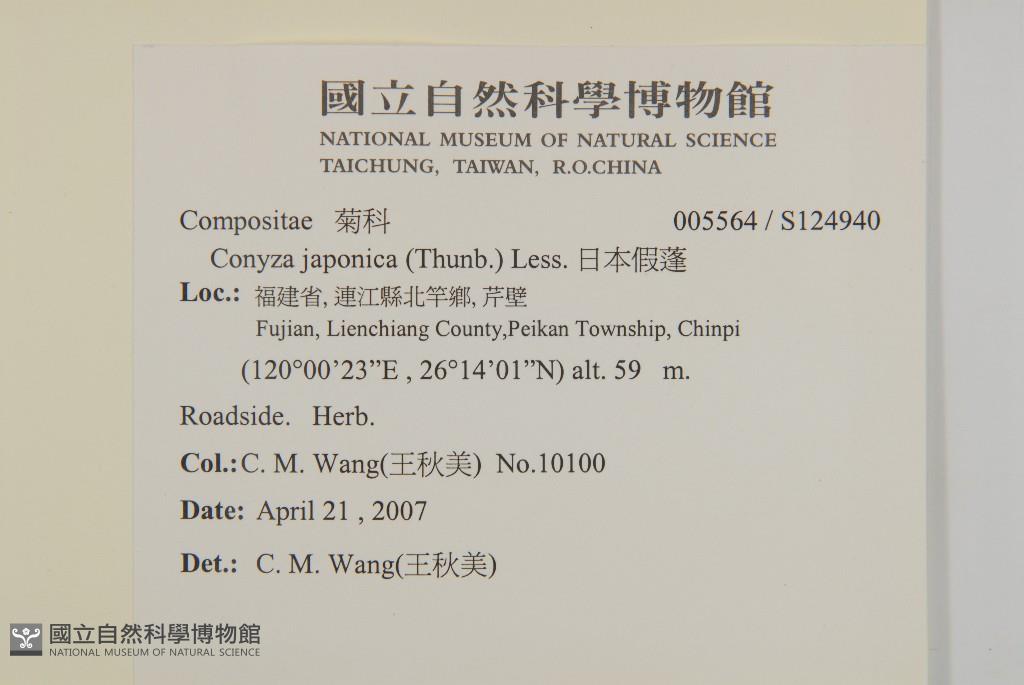 國立自然科學博物館
NATIONAL MUSEUM OF NATURAL SCIENCE
TAICHUNG, TAIWAN, R.O.CHINA
Compositae 菊科 005564 / S124940
Conyza japonica (Thunb.) Less. 日本假蓬
Loc.: 福建省, 連江縣北竿鄉, 芹壁
Fujian, Lienchiang County,Peikan Township, Chinpi
(120°00’23”E , 26°14’01”N) alt. 59 m.
Roadside. Herb.
Col.:C. M. Wang(王秋美) No.10100
Date: April 21 , 2007
Det.: C. M. Wang(王秋美)
國立自然科學博物館
NATIONAL MUSEUM OF NATURAL SCIENCE